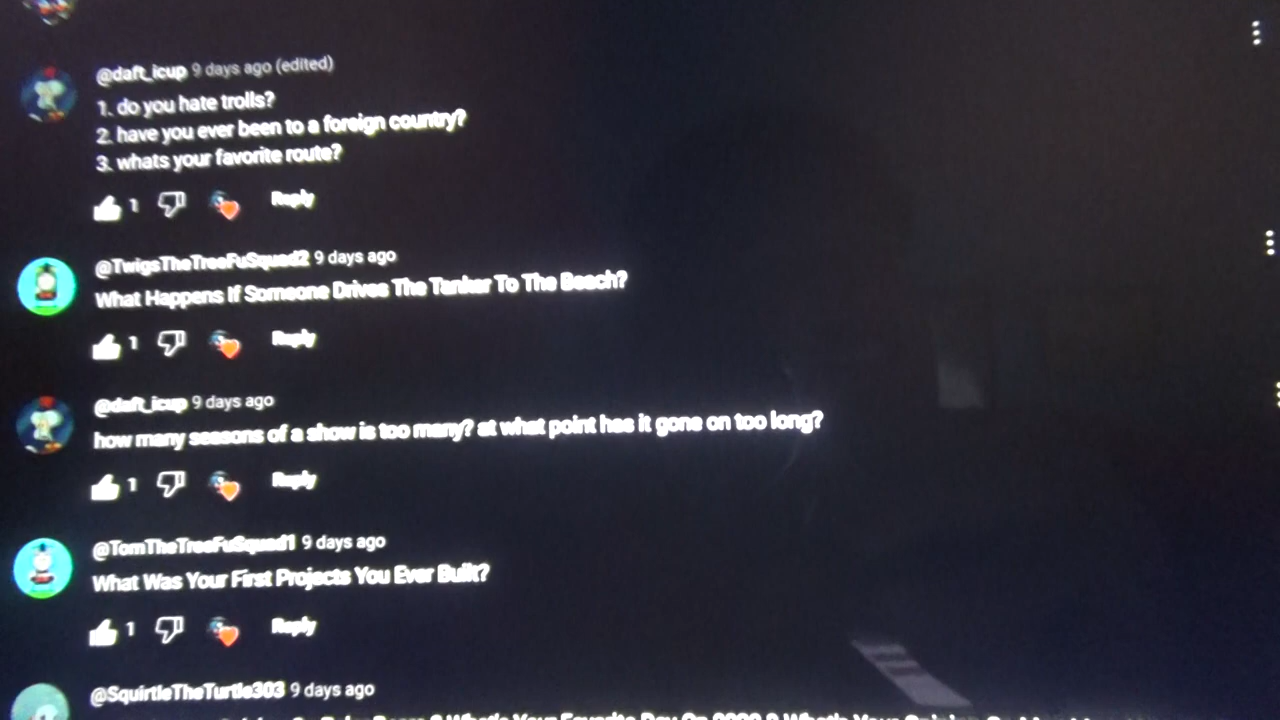 @daft_icup 9 days ago (edited)
1. do you hate trolls?
2. have you ever been to a foreign country?
3. whats your favorite route?
1 Reply
@TwigsTheTreeFuSquad2 9 days ago
What Happens If Someone Drives The Tanker To The Beach?
1 Reply
@daft_icup 9 days ago
how many seasons of a show is too many? at what point has it gone on too long?
1 Reply
@TomTheTreeFuSquad1 9 days ago
What Was Your First Projects You Ever Built?
1 Reply
@SquirtleTheTurtle303 9 days ago